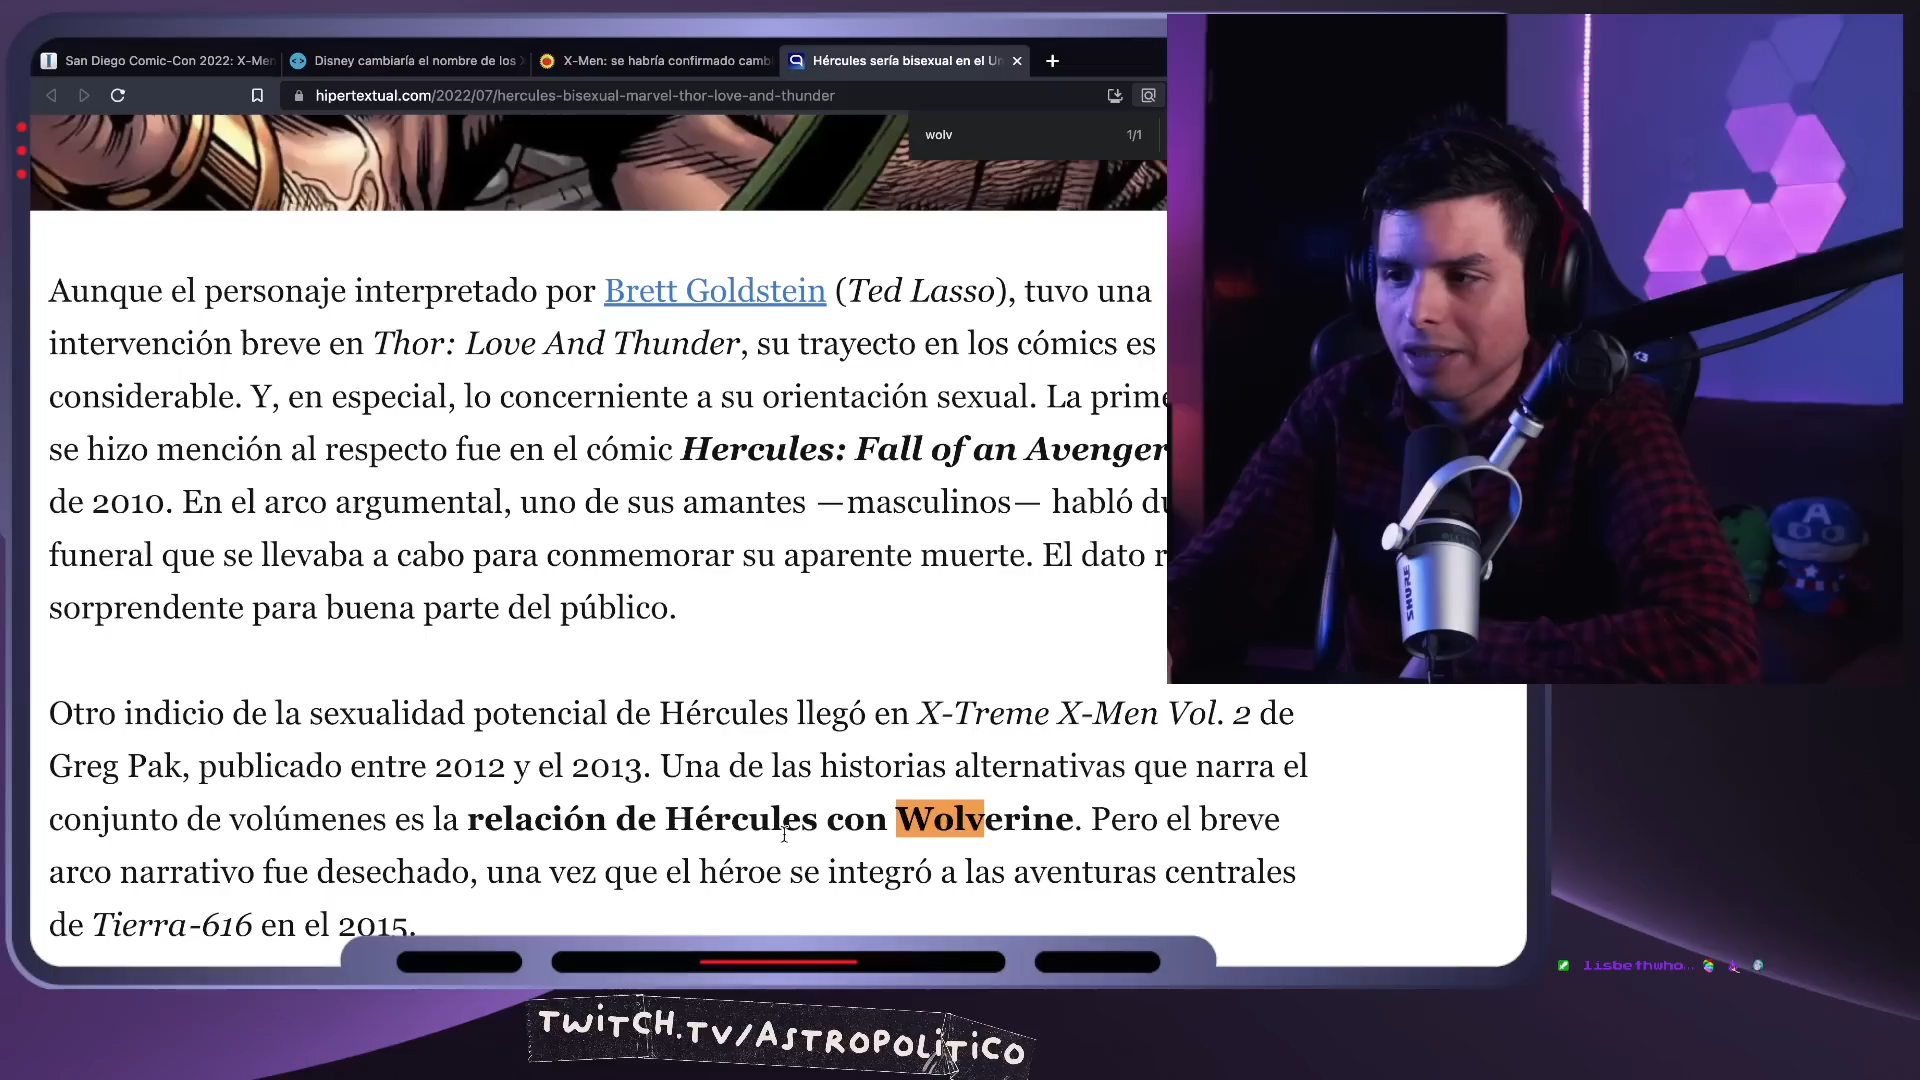 San Diego Comic-Con 2022: X-Men
Disney cambiaría el nombre de los X
X-Men: se habría confirmado camb
Hércules sería bisexual en el Un
hipertextual.com/2022/07/hercules-bisexual-marvel-thor-love-and-thunder
wolv
1/1
Aunque el personaje interpretado por Brett Goldstein (Ted Lasso), tuvo una
intervención breve en Thor: Love And Thunder, su trayecto en los cómics es
considerable. Y, en especial, lo concerniente a su orientación sexual. La prime
se hizo mención al respecto fue en el cómic Hercules: Fall of an Avenger
de 2010. En el arco argumental, uno de sus amantes —masculinos— habló du
funeral que se llevaba a cabo para conmemorar su aparente muerte. El dato r
sorprendente para buena parte del público.
Otro indicio de la sexualidad potencial de Hércules llegó en X-Treme X-Men Vol. 2 de
Greg Pak, publicado entre 2012 y el 2013. Una de las historias alternativas que narra el
conjunto de volúmenes es la relación de Hércules con Wolverine. Pero el breve
arco narrativo fue desechado, una vez que el héroe se integró a las aventuras centrales
de Tierra-616 en el 2015.
SHURE
A
lisbethwho...
TWITCH.TV/ASTROPOLITICO